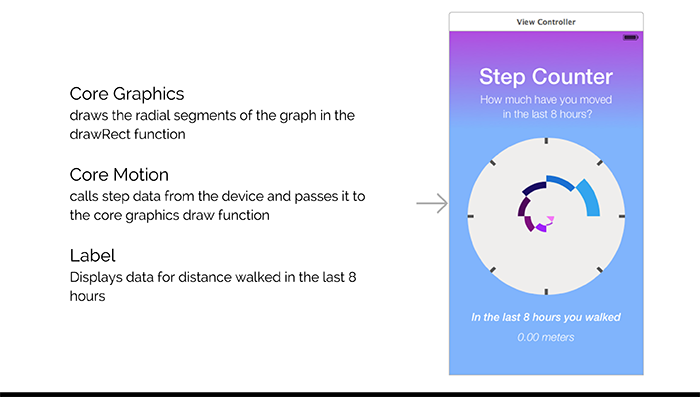 Core Graphics
draws the radial segments of the graph in the
drawRect function
Core Motion
calls step data from the device and passes it to
the core graphics draw function
Label
Displays data for distance walked in the last 8
hours
View Controller
Step Counter
How much have you moved
in the last 8 hours?
In the last 8 hours you walked
0.00 meters